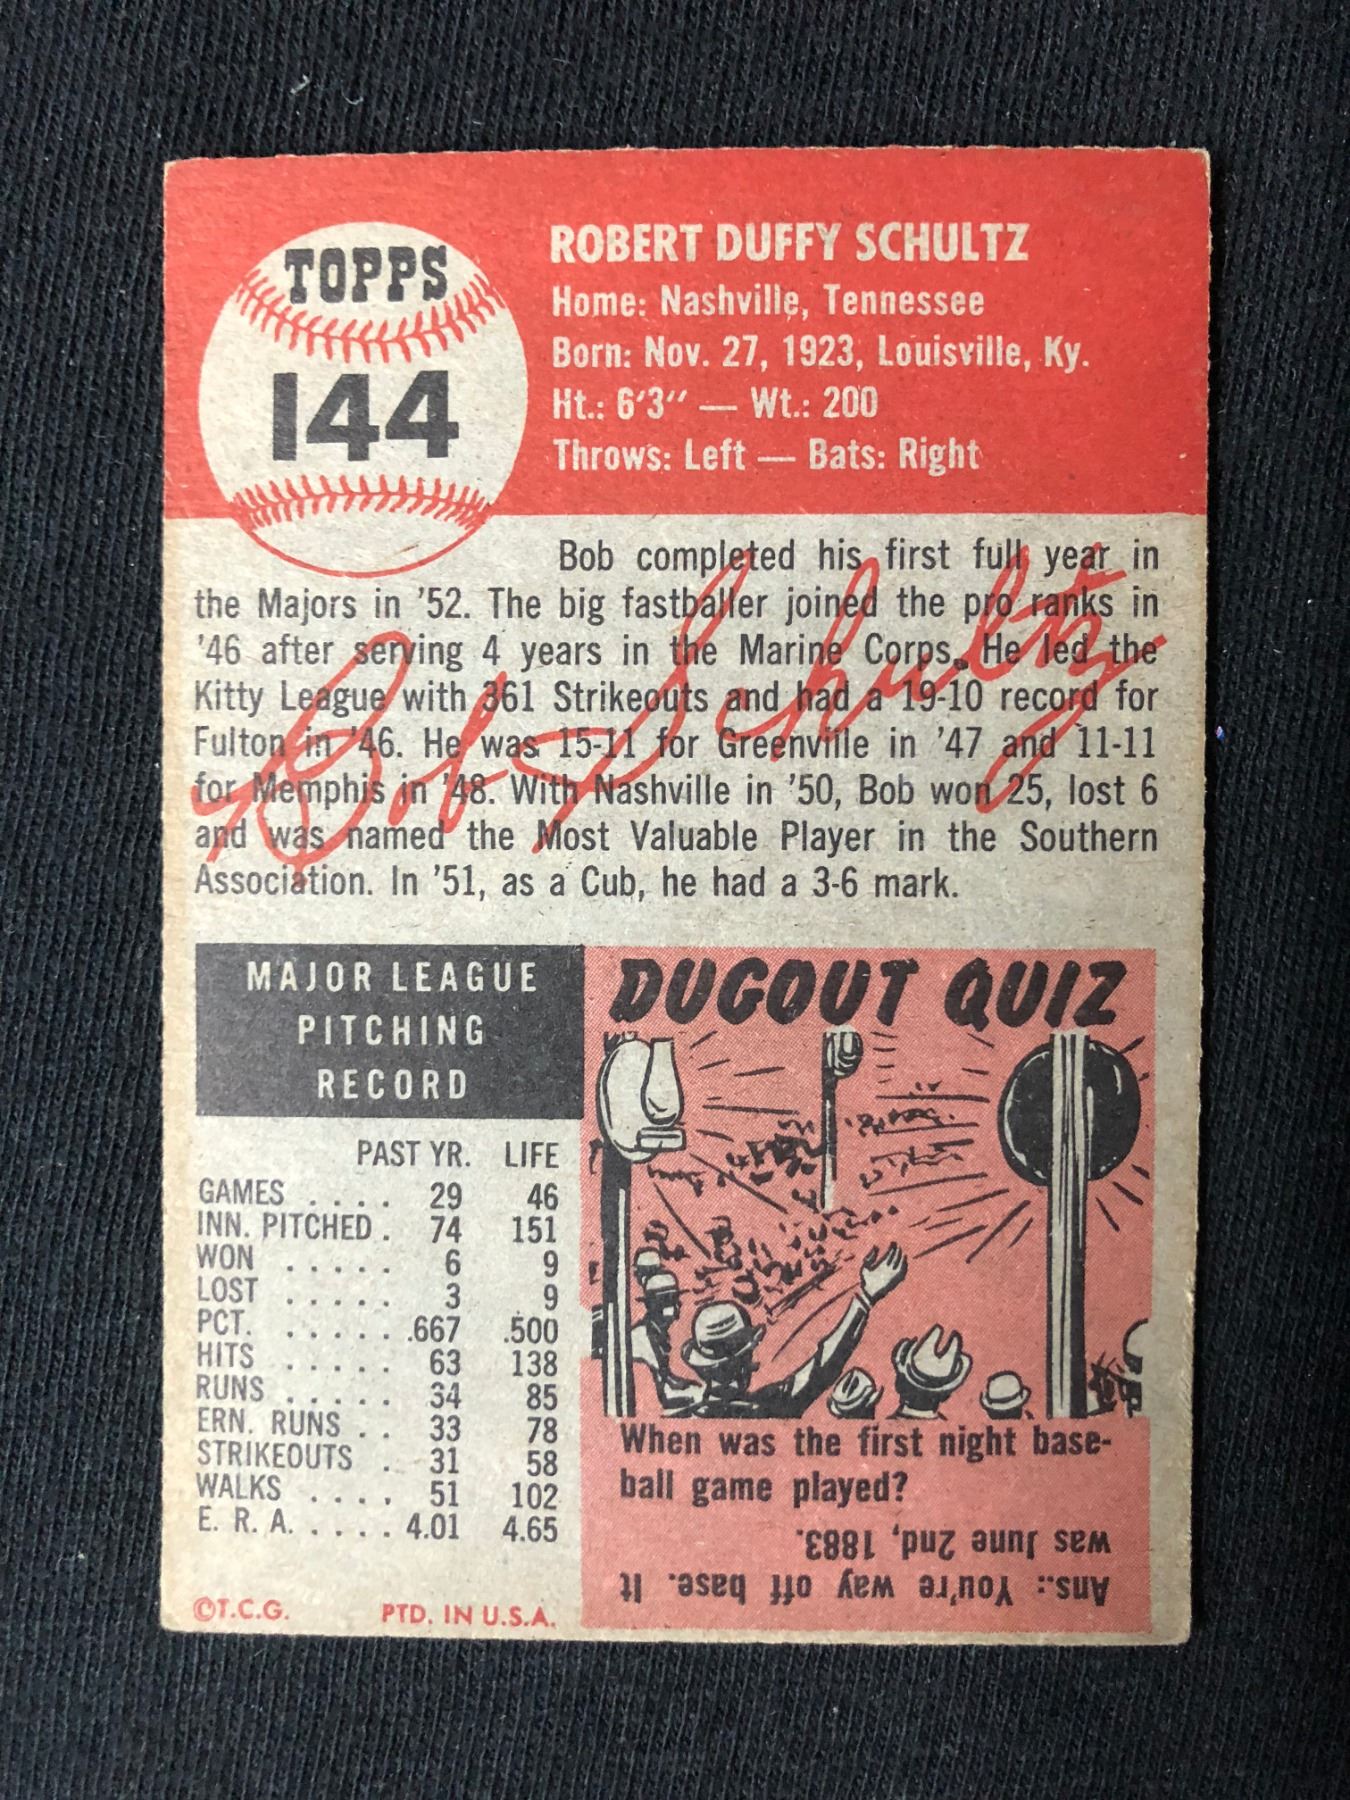 TOPPS
144
ROBERT DUFFY SCHULTZ
Home: Nashville, Tennessee
Born: Nov. 27, 1923, Louisville, Ky.
Ht.: 6'3" — Wt.: 200
Throws: Left — Bats: Right
Bob completed his first full year in
the Majors in '52. The big fastballer joined the pro ranks in
'46 after serving 4 years in the Marine Corps. He led the
Kitty League with 361 Strikeouts and had a 19-10 record for
Fulton in '46. He was 15-11 for Greenville in '47 and 11-11
for Memphis in '48. With Nashville in '50, Bob won 25, lost 6
and was named the Most Valuable Player in the Southern
Association. In '51, as a Cub, he had a 3-6 mark.
Bob Schultz
MAJOR LEAGUE
PITCHING
RECORD
PAST YR. LIFE
GAMES . . . . 29 46
INN. PITCHED . 74 151
WON . . . . . 6 9
LOST . . . . . 3 9
PCT. . . . . . .667 .500
HITS . . . . . 63 138
RUNS . . . . . 34 85
ERN. RUNS . . 33 78
STRIKEOUTS . 31 58
WALKS . . . . 51 102
E. R. A. . . . . 4.01 4.65
©T.C.G. PTD. IN U.S.A.
DUGOUT QUIZ
When was the first night base-
ball game played?
Ans.: You're way off base. It
was June 2nd, 1883.